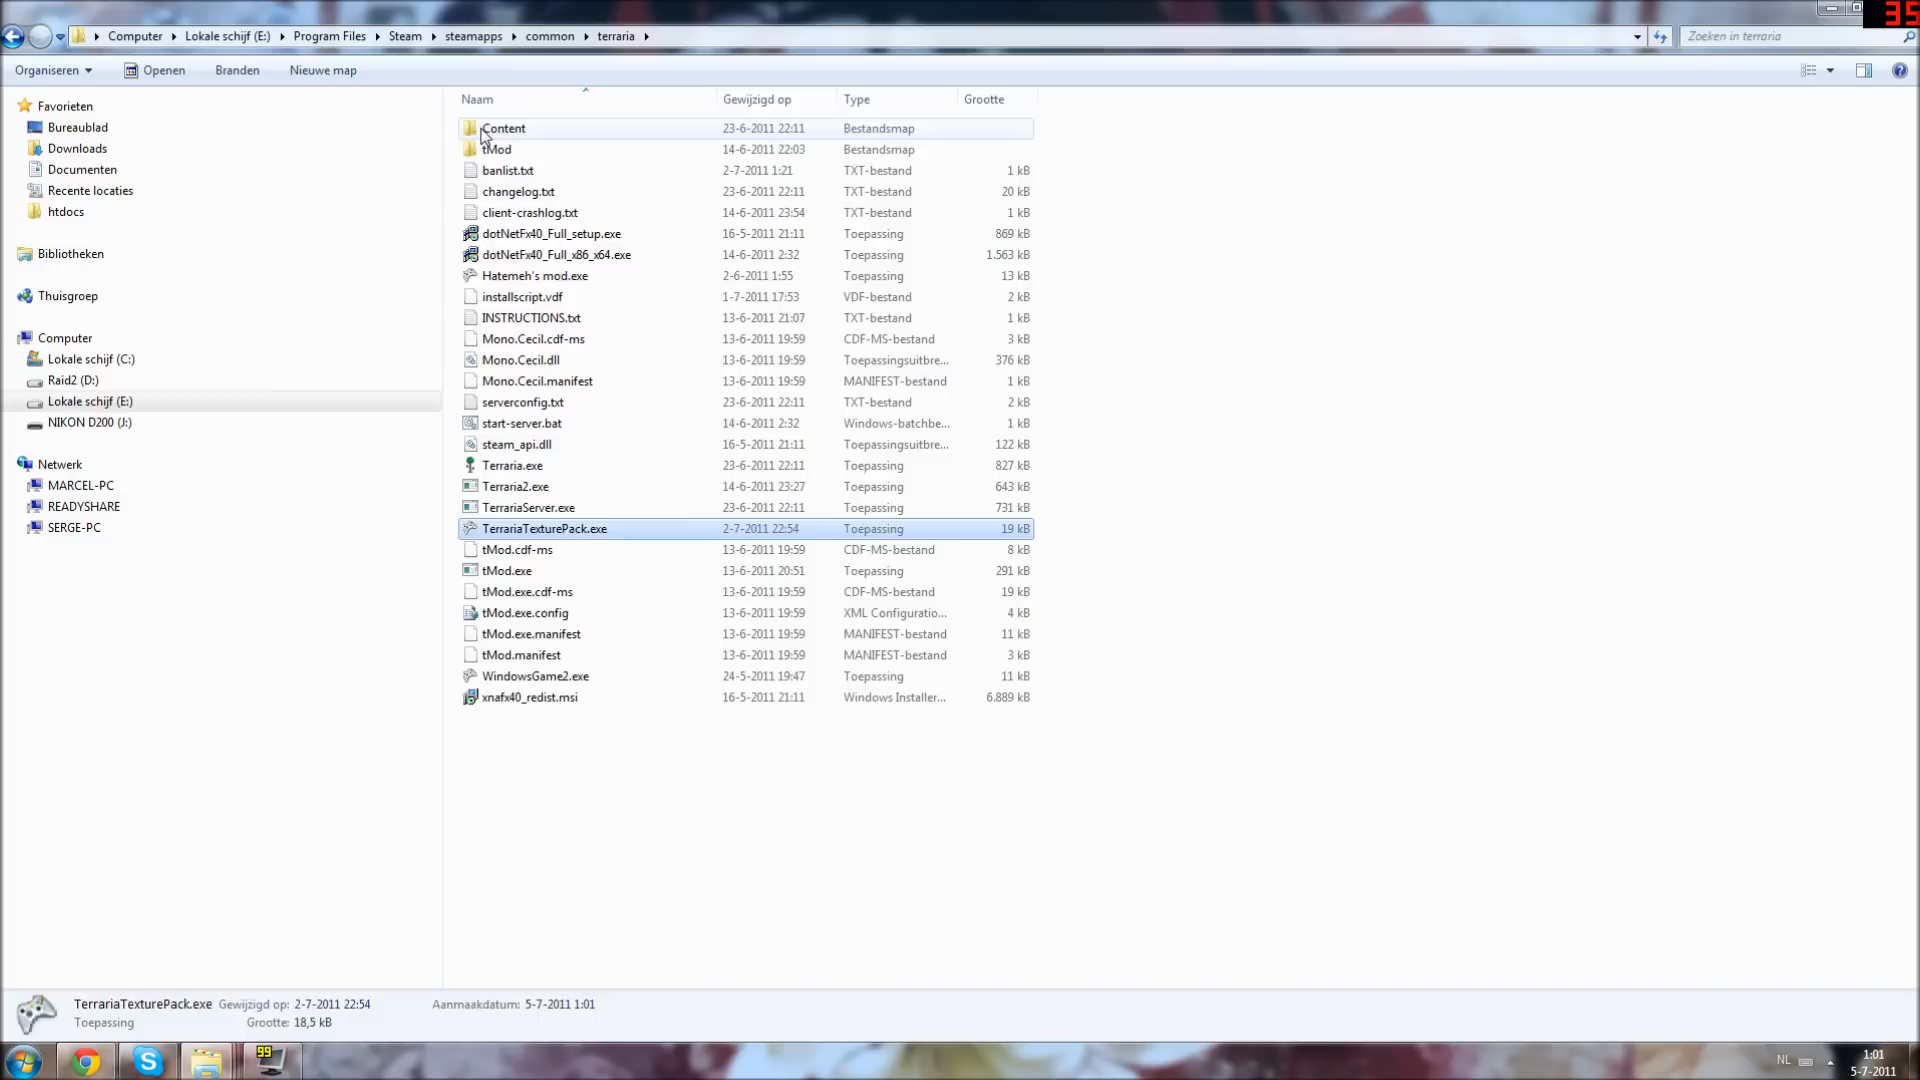 35
Computer Lokale schijf (E:) Program Files Steam steamapps common terraria Zoeken in terraria
Organiseren Openen Branden Nieuwe map
Favorieten
Bureaublad
Downloads
Documenten
Recente locaties
htdocs
Bibliotheken
Thuisgroep
Computer
Lokale schijf (C:)
Raid2 (D:)
Lokale schijf (E:)
NIKON D200 (J:)
Netwerk
MARCEL-PC
READYSHARE
SERGE-PC
Naam Gewijzigd op Type Grootte
Content 23-6-2011 22:11 Bestandsmap
tMod 14-6-2011 22:03 Bestandsmap
banlist.txt 2-7-2011 1:21 TXT-bestand 1 kB
changelog.txt 23-6-2011 22:11 TXT-bestand 20 kB
client-crashlog.txt 14-6-2011 23:54 TXT-bestand 1 kB
dotNetFx40_Full_setup.exe 16-5-2011 21:11 Toepassing 869 kB
dotNetFx40_Full_x86_x64.exe 14-6-2011 2:32 Toepassing 1.563 kB
Hatemeh's mod.exe 2-6-2011 1:55 Toepassing 13 kB
installscript.vdf 1-7-2011 17:53 VDF-bestand 2 kB
INSTRUCTIONS.txt 13-6-2011 21:07 TXT-bestand 1 kB
Mono.Cecil.cdf-ms 13-6-2011 19:59 CDF-MS-bestand 3 kB
Mono.Cecil.dll 13-6-2011 19:59 Toepassingsuitbre... 376 kB
Mono.Cecil.manifest 13-6-2011 19:59 MANIFEST-bestand 1 kB
serverconfig.txt 23-6-2011 22:11 TXT-bestand 2 kB
start-server.bat 14-6-2011 2:32 Windows-batchbe... 1 kB
steam_api.dll 16-5-2011 21:11 Toepassingsuitbre... 122 kB
Terraria.exe 23-6-2011 22:11 Toepassing 827 kB
Terraria2.exe 14-6-2011 23:27 Toepassing 643 kB
TerrariaServer.exe 23-6-2011 22:11 Toepassing 731 kB
TerrariaTexturePack.exe 2-7-2011 22:54 Toepassing 19 kB
tMod.cdf-ms 13-6-2011 19:59 CDF-MS-bestand 8 kB
tMod.exe 13-6-2011 20:51 Toepassing 291 kB
tMod.exe.cdf-ms 13-6-2011 19:59 CDF-MS-bestand 19 kB
tMod.exe.config 13-6-2011 19:59 XML Configuratio... 4 kB
tMod.exe.manifest 13-6-2011 19:59 MANIFEST-bestand 11 kB
tMod.manifest 13-6-2011 19:59 MANIFEST-bestand 3 kB
WindowsGame2.exe 24-5-2011 19:47 Toepassing 11 kB
xnafx40_redist.msi 16-5-2011 21:11 Windows Installer... 6.889 kB
TerrariaTexturePack.exe Gewijzigd op: 2-7-2011 22:54 Aanmaakdatum: 5-7-2011 1:01
Toepassing Grootte: 18,5 kB
99
NL 1:01
5-7-2011